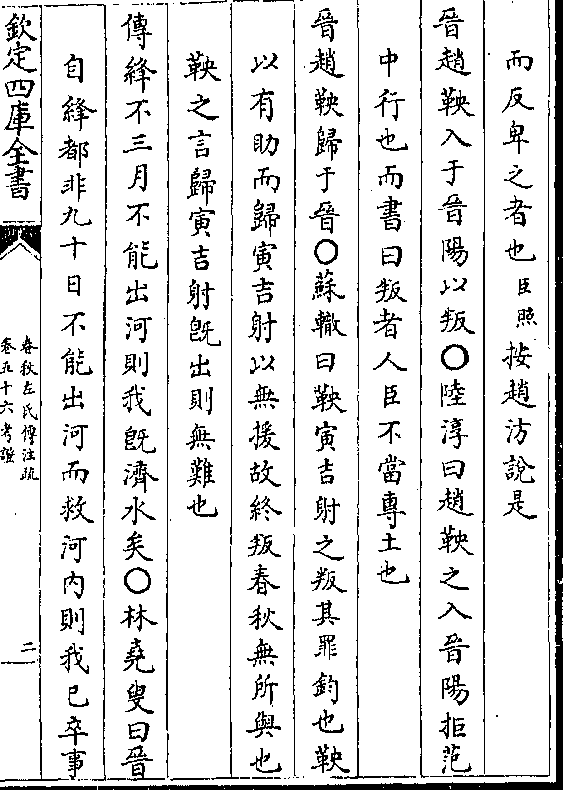 而反卑之者也臣照按趙汸說是
晉趙鞅入于晉陽以叛〇陸淳曰趙鞅之入晉陽拒范
中行也而書曰叛者人臣不當專土也
晉趙鞅歸于晉〇蘇轍曰鞅寅吉射之叛其罪鈞也鞅
以有助而歸寅吉射以無援故終叛春秋無所與也
鞅之言歸寅吉射旣出則無難也
傳絳不三月不能出河則我旣濟水矣〇林堯叟曰晉
自絳都非九十日不能出河而救河内則我已卒事
欽定四庫全書
春秋左氏傳注疏
卷五十六考證
二